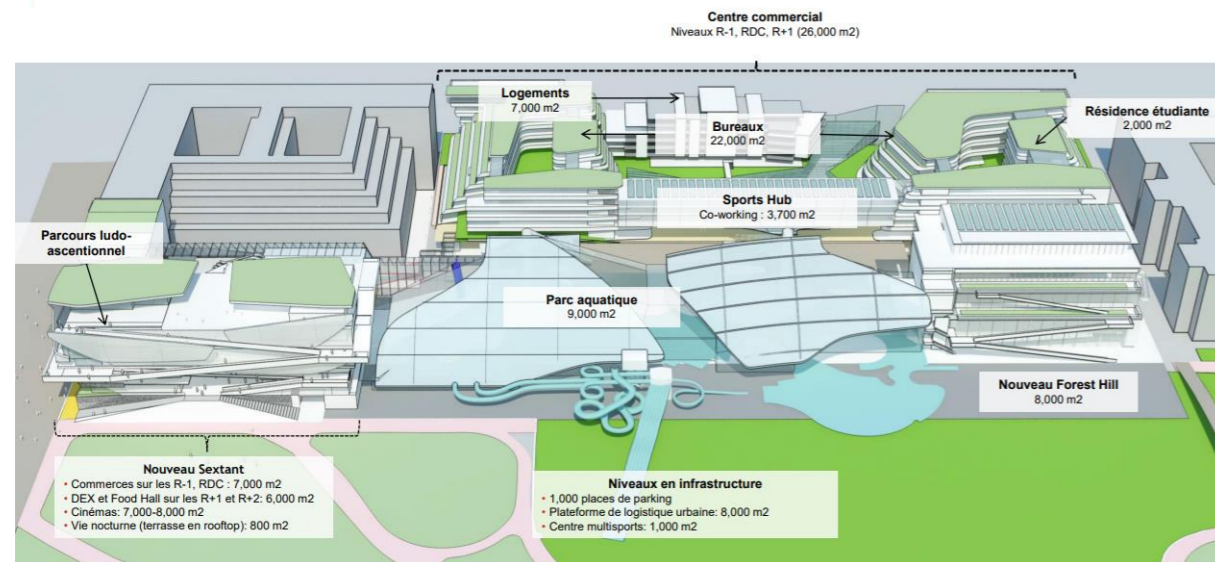 Centre commercial
Niveaux R-1, RDC, R+1 (26,000 m2)
Logements
7,000 m2
Bureaux
22,000 m2
Résidence étudiante
2,000 m2
Sports Hub
Co-working : 3,700 m2
Parcours ludo-
ascentionnel
Parc aquatique
9,000 m2
Nouveau Forest Hill
8,000 m2
Nouveau Sextant
• Commerces sur les R-1, RDC : 7,000 m2
• DEX et Food Hall sur les R+1 et R+2: 6,000 m2
• Cinémas: 7,000-8,000 m2
• Vie nocturne (terrasse en rooftop): 800 m2
Niveaux en infrastructure
• 1,000 places de parking
• Plateforme de logistique urbaine: 8,000 m2
• Centre multisports: 1,000 m2